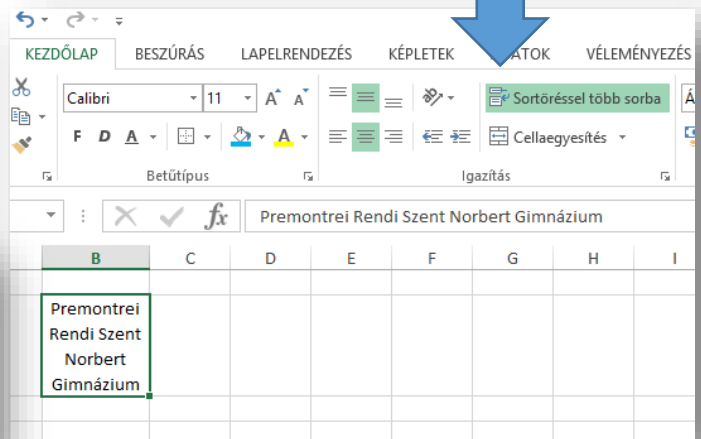 KEZDŐLAP BESZÚRÁS LAPELRENDEZÉS KÉPLETEK ATOK VÉLEMÉNYEZÉS
Calibri 11 A A Sortöréssel több sorba
F D A A Cellaegyesítés
Betűtípus Igazítás
fx Premontrei Rendi Szent Norbert Gimnázium
B C D E F G H I
Premontrei
Rendi Szent
Norbert
Gimnázium